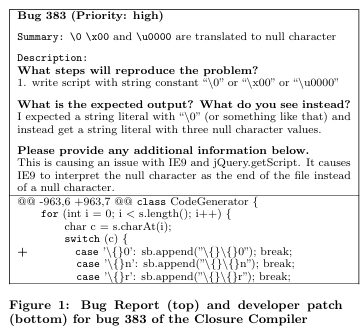 Bug 383 (Priority: high)
Summary: \0 \x00 and \u0000 are translated to null character
Description:
What steps will reproduce the problem?
1. write script with string constant “\0” or “\x00” or “\u0000”
What is the expected output? What do you see instead?
I expected a string literal with “\0” (or something like that) and
instead get a string literal with three null character values.
Please provide any additional information below.
This is causing an issue with IE9 and jQuery.getScript. It causes
IE9 to interpret the null character as the end of the file instead
of a null character.
@@ -963,6 +963,7 @@ class CodeGenerator {
for (int i = 0; i < s.length(); i++) {
char c = s.charAt(i);
switch (c) {
+ case '\{}0': sb.append("\{}\{}0"); break;
case '\{}n': sb.append("\{}\{}n"); break;
case '\{}r': sb.append("\{}\{}r"); break;
Figure 1: Bug Report (top) and developer patch
(bottom) for bug 383 of the Closure Compiler